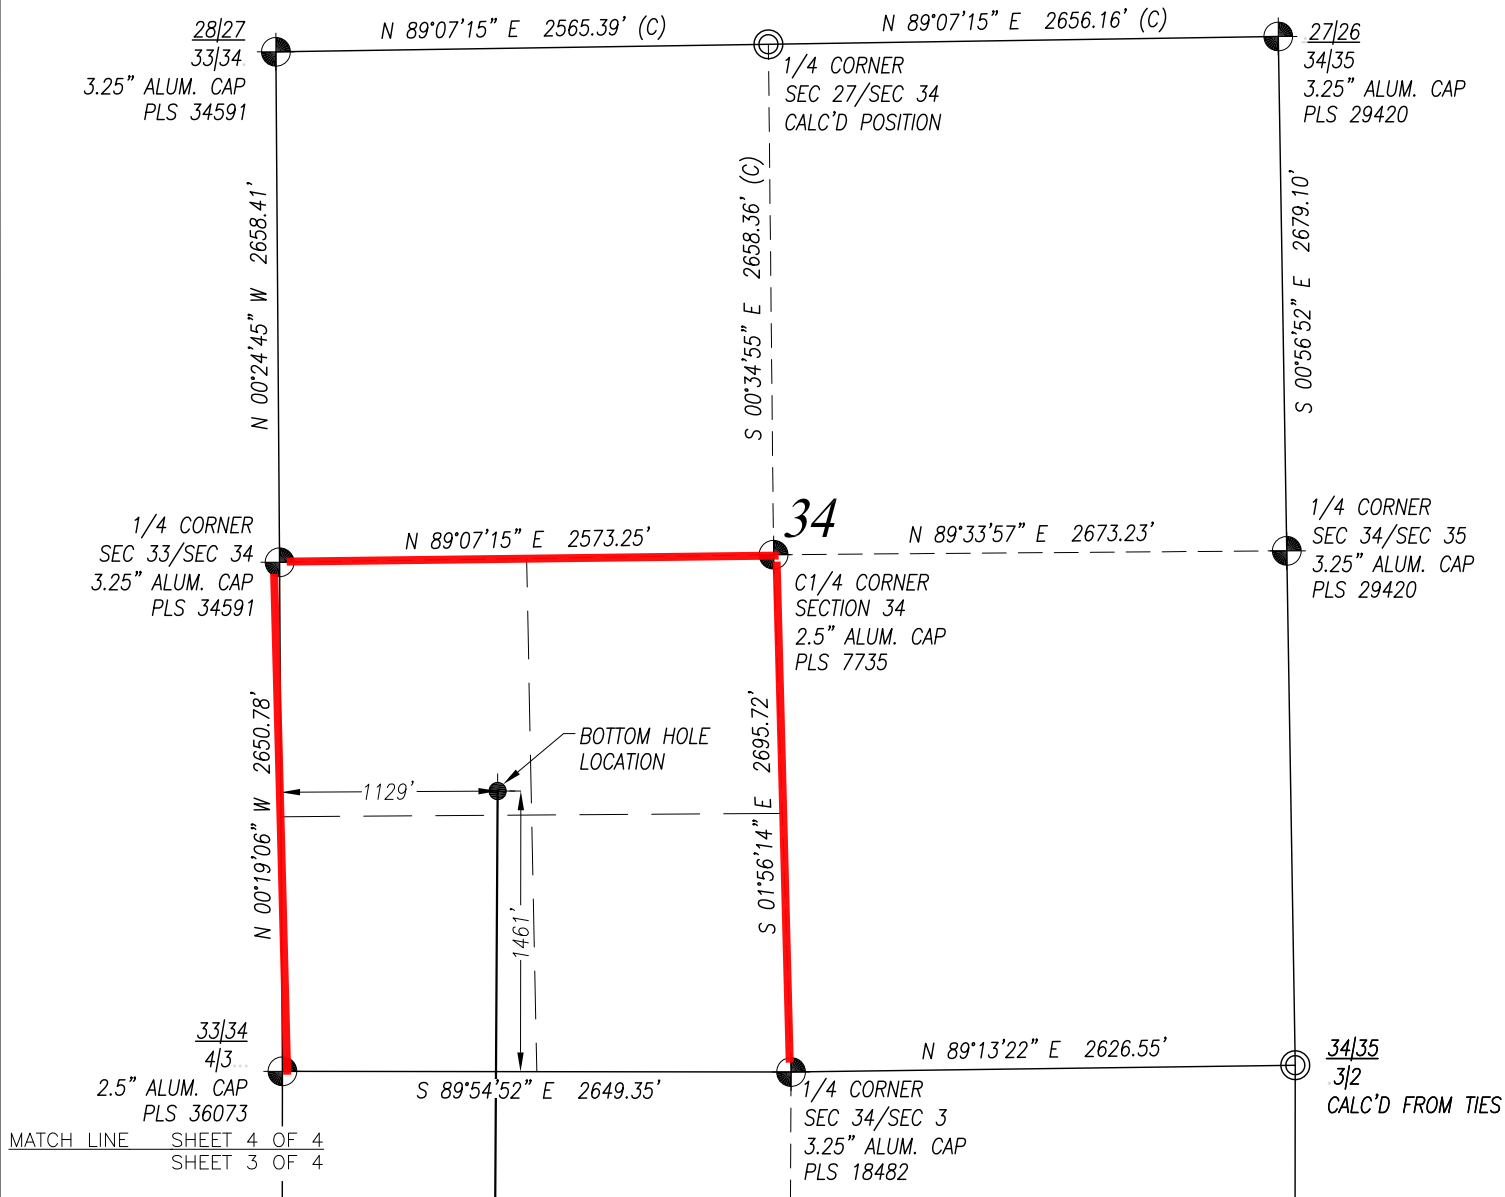 28|27
33|34
3.25" ALUM. CAP
PLS 34591
N 89°07'15" E 2565.39' (C)
1/4 CORNER
SEC 27/SEC 34
CALC'D POSITION
N 89°07'15" E 2656.16' (C)
27|26
34|35
3.25" ALUM. CAP
PLS 29420
N 00°24'45" W 2658.41'
S 00°34'55" E 2658.36' (C)
S 00°56'52" E 2679.10'
1/4 CORNER
SEC 33/SEC 34
3.25" ALUM. CAP
PLS 34591
N 89°07'15" E 2573.25'
34
C1/4 CORNER
SECTION 34
2.5" ALUM. CAP
PLS 7735
N 89°33'57" E 2673.23'
1/4 CORNER
SEC 34/SEC 35
3.25" ALUM. CAP
PLS 29420
N 00°19'06" W 2650.78'
1129'
BOTTOM HOLE
LOCATION
1461'
S 01°56'14" E 2695.72'
33|34
4|3
2.5" ALUM. CAP
PLS 36073
S 89°54'52" E 2649.35'
1/4 CORNER
SEC 34/SEC 3
3.25" ALUM. CAP
PLS 18482
N 89°13'22" E 2626.55'
34|35
3|2
CALC'D FROM TIES
MATCH LINE SHEET 4 OF 4
SHEET 3 OF 4